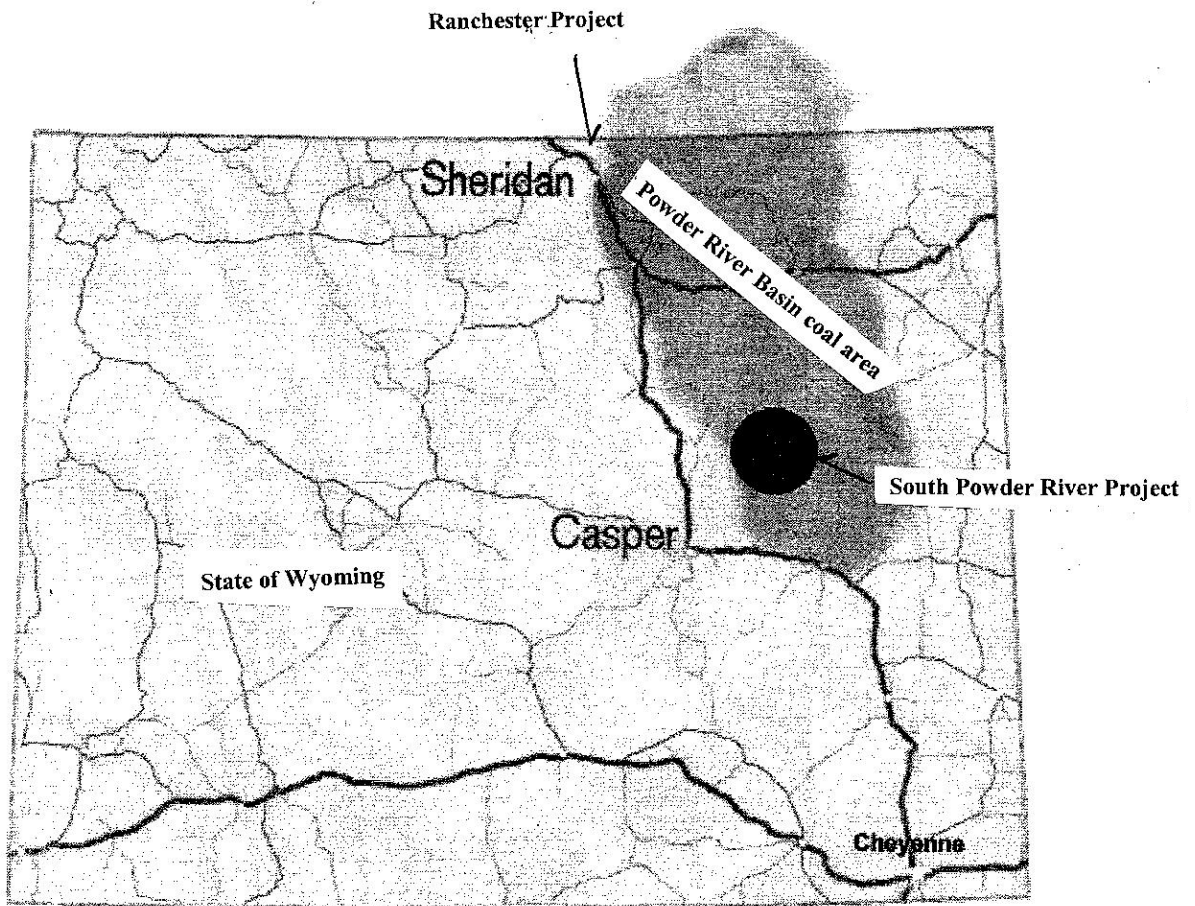 Ranchester Project
Sheridan
Powder River Basin coal area
South Powder River Project
Casper
State of Wyoming
Cheyenne